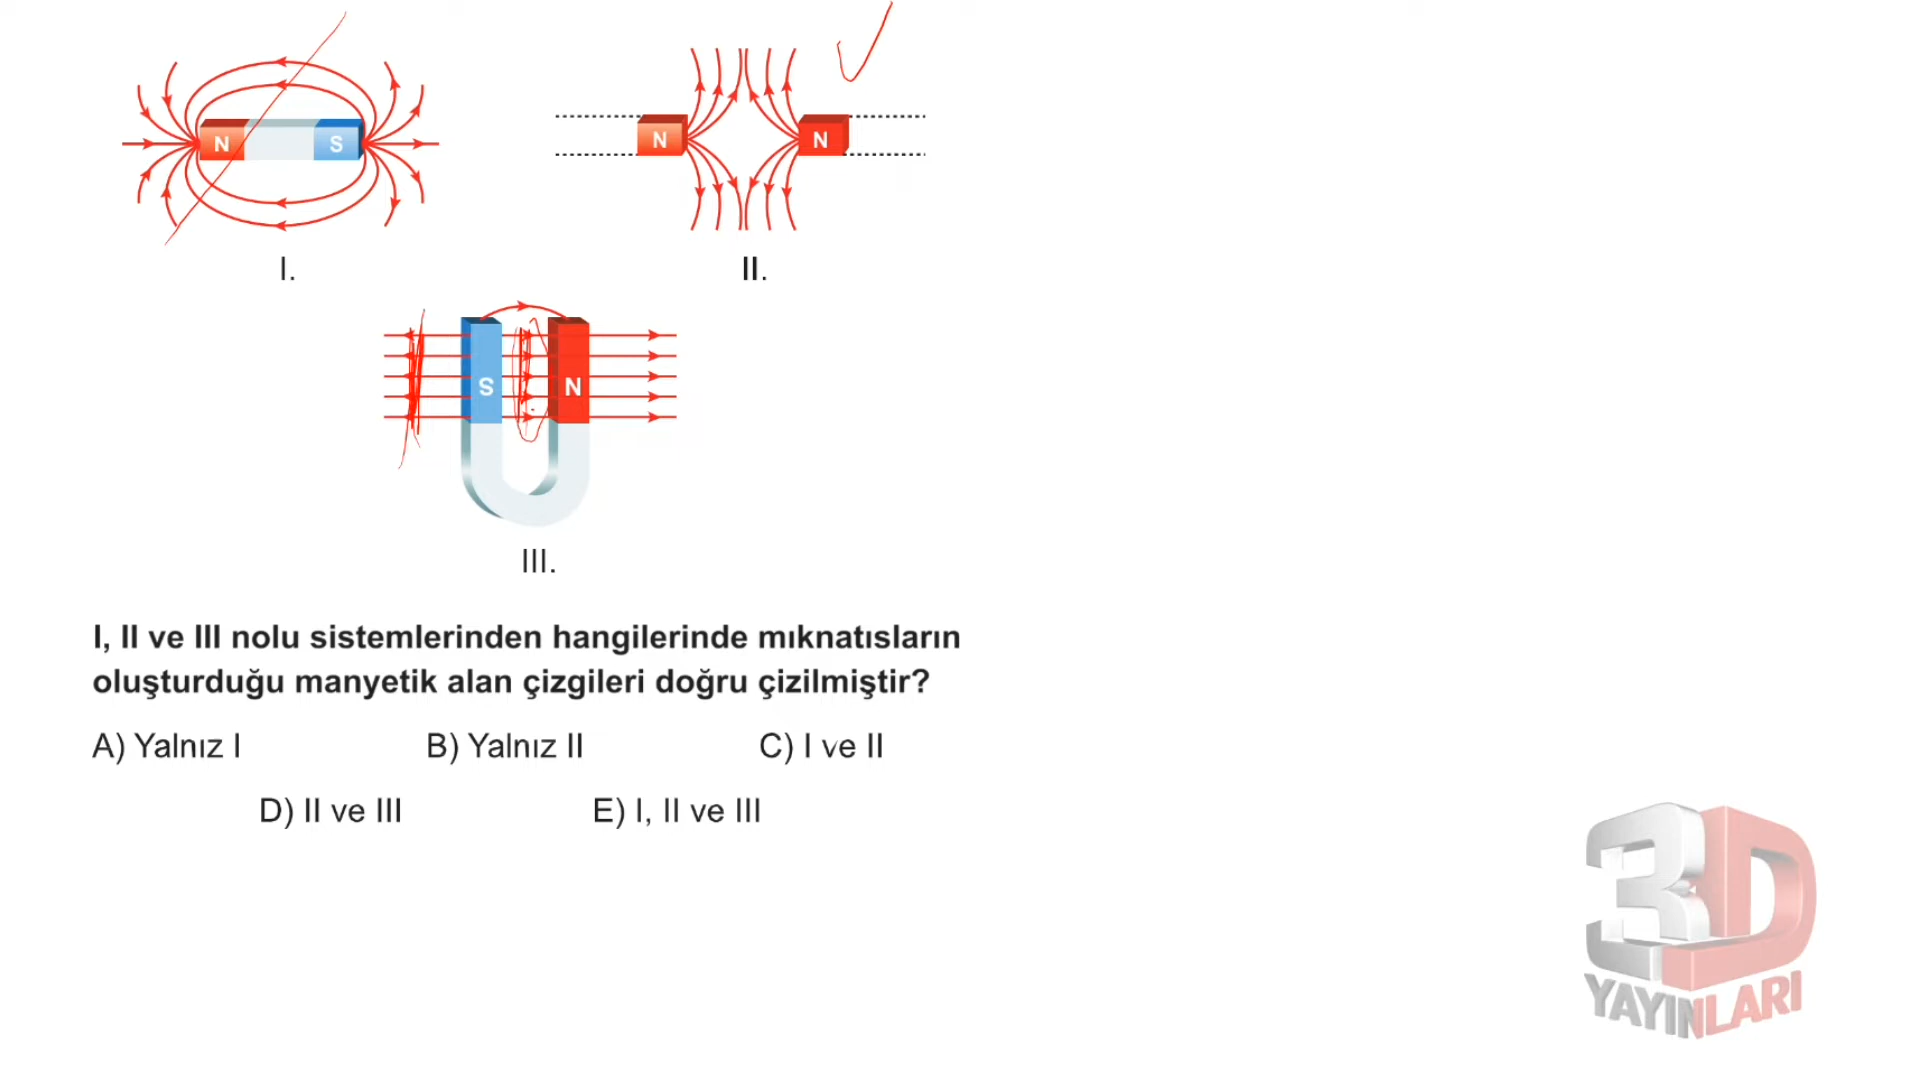 N S
N N
I.
II.
S N
III.
I, II ve III nolu sistemlerinden hangilerinde mıknatısların
oluşturduğu manyetik alan çizgileri doğru çizilmiştir?
A) Yalnız I
B) Yalnız II
C) I ve II
D) II ve III
E) I, II ve III
3D
YAYINLARI